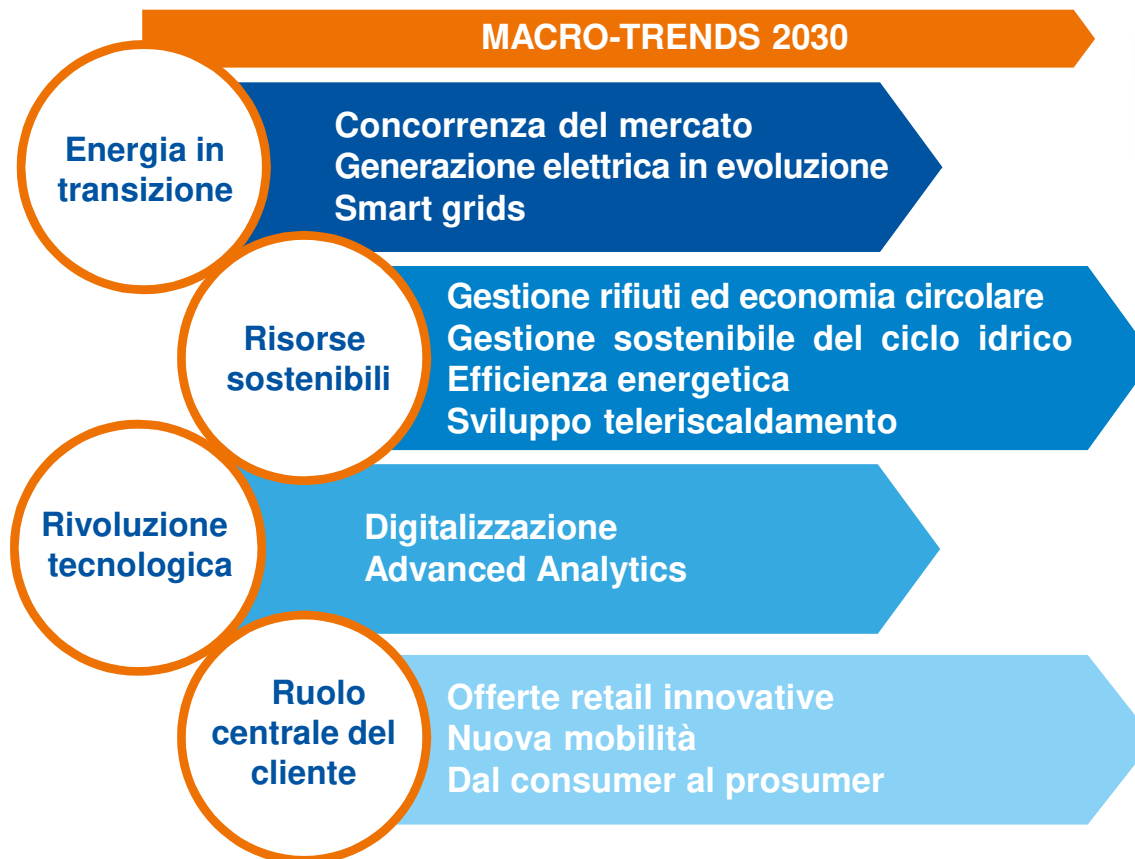 MACRO-TRENDS 2030
Energia in
transizione
Concorrenza del mercato
Generazione elettrica in evoluzione
Smart grids
Risorse
sostenibili
Gestione rifiuti ed economia circolare
Gestione sostenibile del ciclo idrico
Efficienza energetica
Sviluppo teleriscaldamento
Rivoluzione
tecnologica
Digitalizzazione
Advanced Analytics
Ruolo
centrale del
cliente
Offerte retail innovative
Nuova mobilità
Dal consumer al prosumer